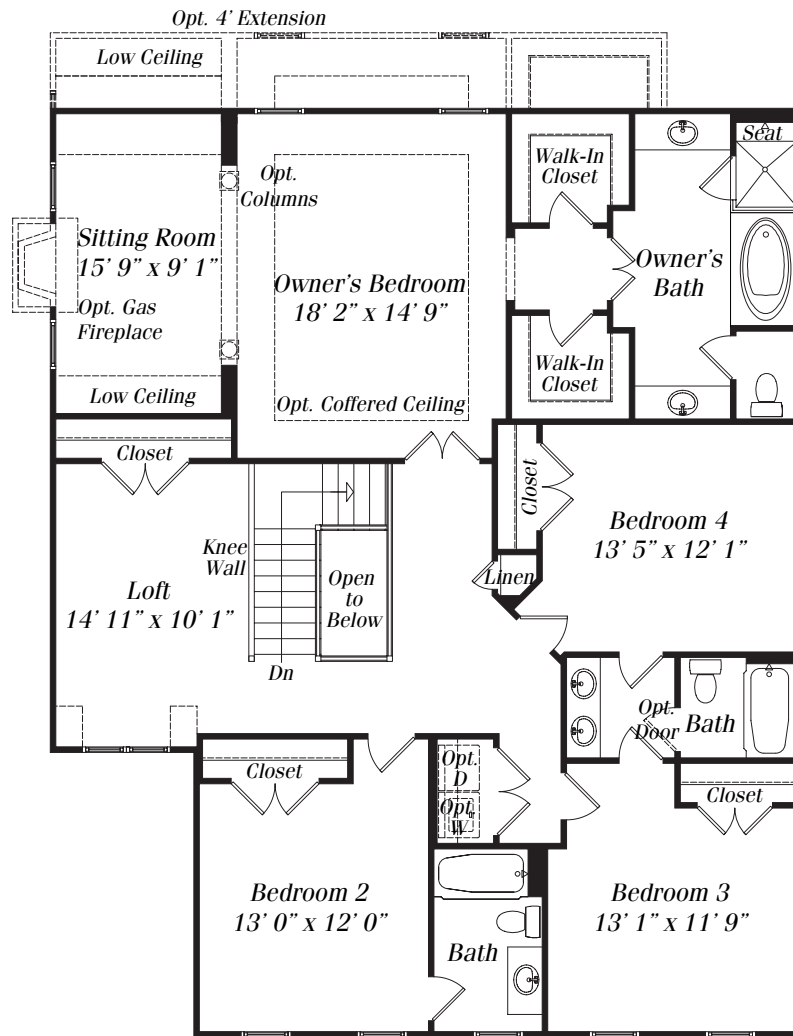 Opt. 4’ Extension
Low Ceiling
Seat
Walk-In
Closet
Opt.
Columns
Sitting Room
15’ 9” x 9’ 1”
Owner’s Bedroom
18’ 2” x 14’ 9”
Owner’s
Bath
Opt. Gas
Fireplace
Walk-In
Closet
Low Ceiling
Opt. Coffered Ceiling
Closet
Closet
Bedroom 4
13’ 5” x 12’ 1”
Knee
Wall
Open
to
Below
Linen
Loft
14’ 11” x 10’ 1”
Dn
Opt.
Door
Bath
Closet
Opt.
D
Opt.
W
or
Closet
Bedroom 2
13’ 0” x 12’ 0”
Bedroom 3
13’ 1” x 11’ 9”
Bath